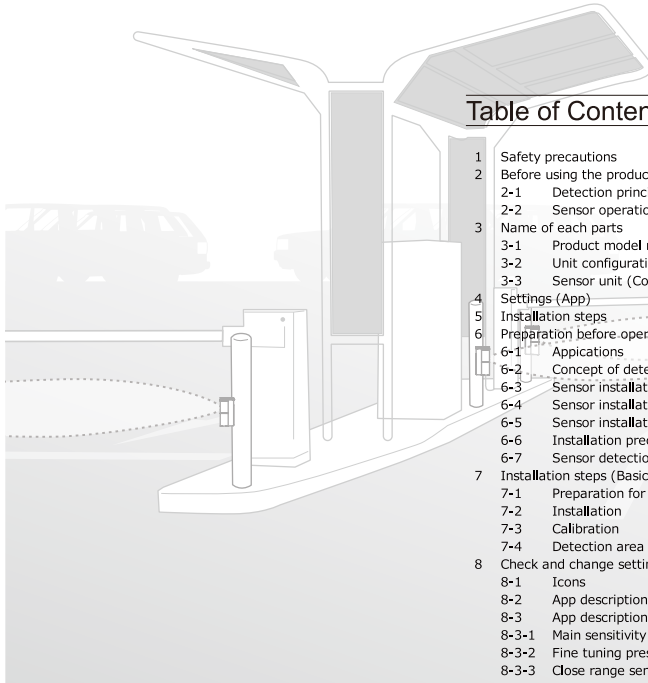 Table of Conten
1 Safety precautions
2 Before using the produc
2-1 Detection princ
2-2 Sensor operatio
3 Name of each parts
3-1 Product model
3-2 Unit configurati
3-3 Sensor unit (Co
4 Settings (App)
5 Installation steps
6 Preparation before oper
6-1 Appications
6-2 Concept of dete
6-3 Sensor installat
6-4 Sensor installat
6-5 Sensor installat
6-6 Installation pre
6-7 Sensor detectio
7 Installation steps (Basic
7-1 Preparation for
7-2 Installation
7-3 Calibration
7-4 Detection area
8 Check and change settin
8-1 Icons
8-2 App description
8-3 App description
8-3-1 Main sensitivity
8-3-2 Fine tuning pres
8-3-3 Close range sen